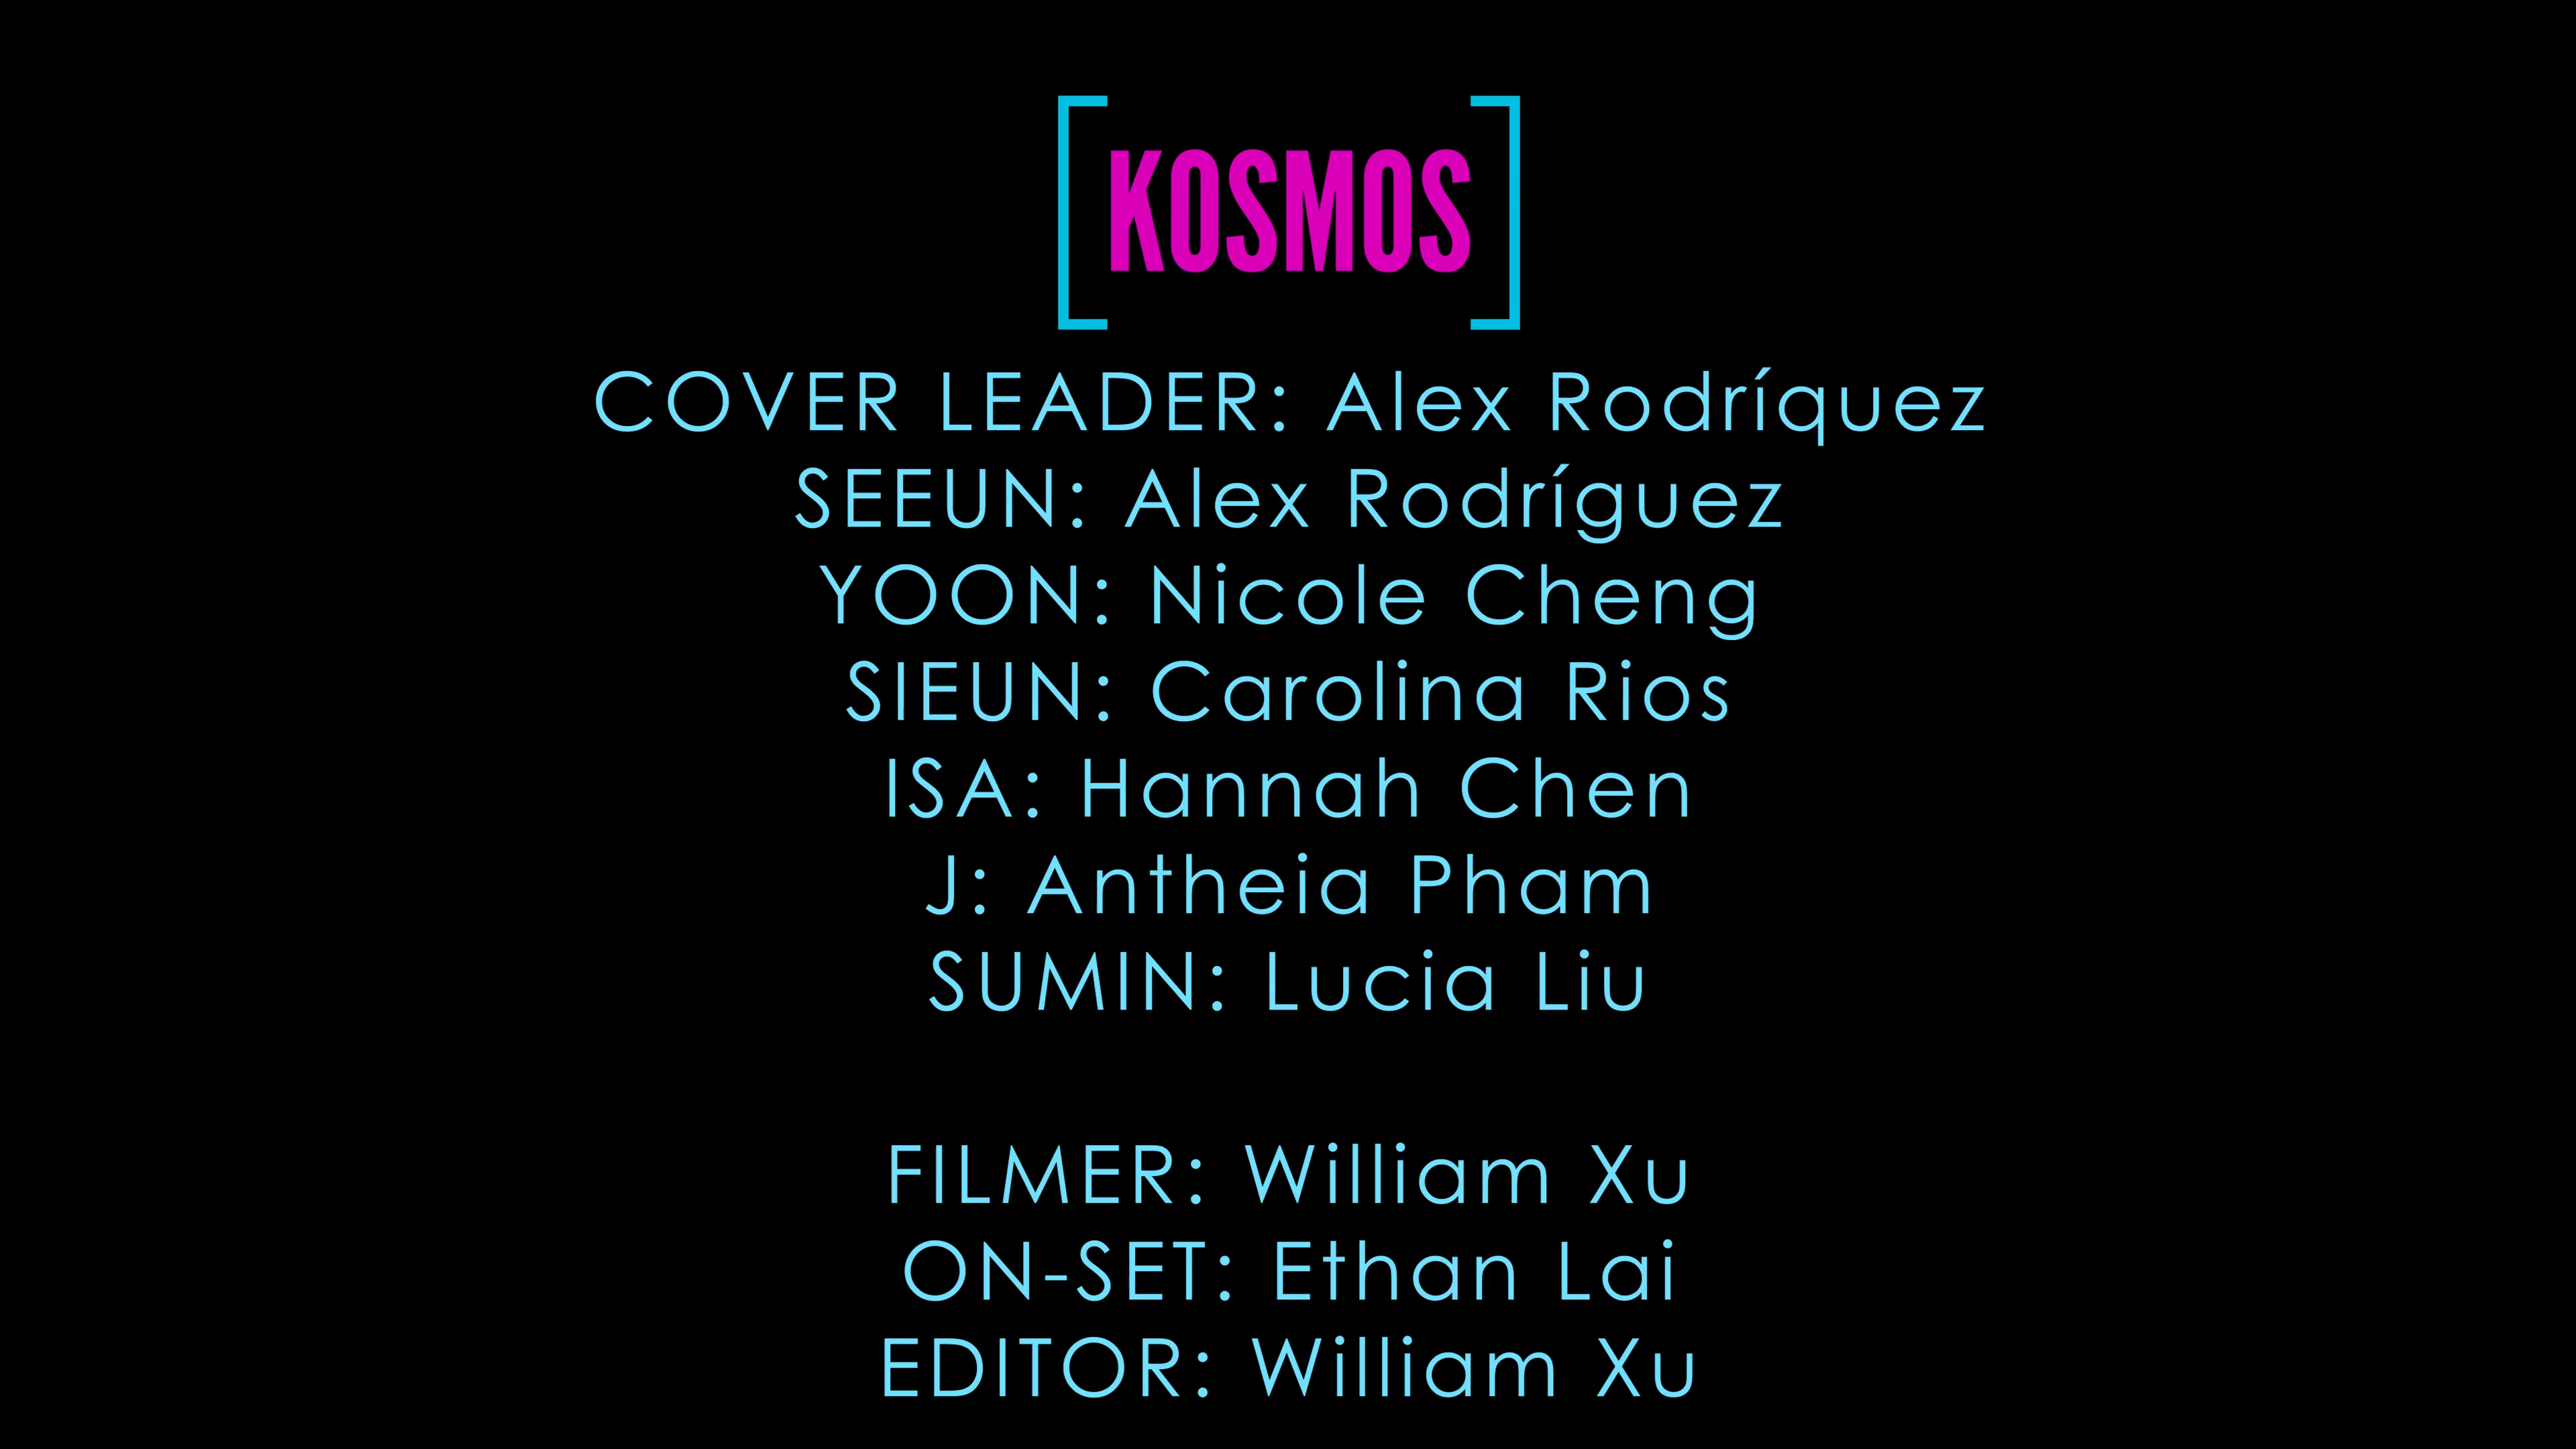 [KOSMOS]
COVER LEADER: Alex Rodríquez
SEEUN: Alex Rodríguez
YOON: Nicole Cheng
SIEUN: Carolina Rios
ISA: Hannah Chen
J: Antheia Pham
SUMIN: Lucia Liu
FILMER: William Xu
ON-SET: Ethan Lai
EDITOR: William Xu